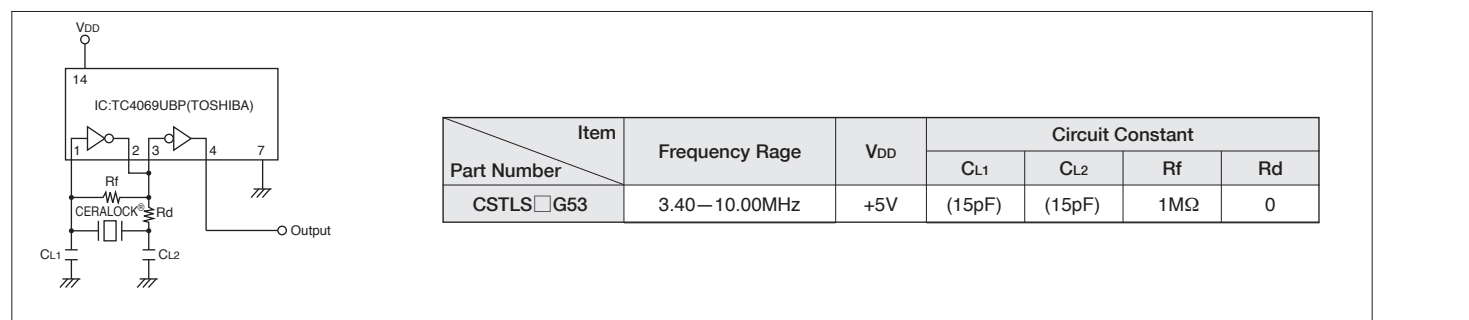 VDD
14
IC:TC4069UBP(TOSHIBA)
1 2 3 4 7
Rf
CERALOCK® Rd
Output
CL1 CL2
Item
Part Number
Frequency Rage
VDD
Circuit Constant
CL1 CL2 Rf Rd
CSTLS□G53 3.40—10.00MHz +5V (15pF) (15pF) 1MΩ 0